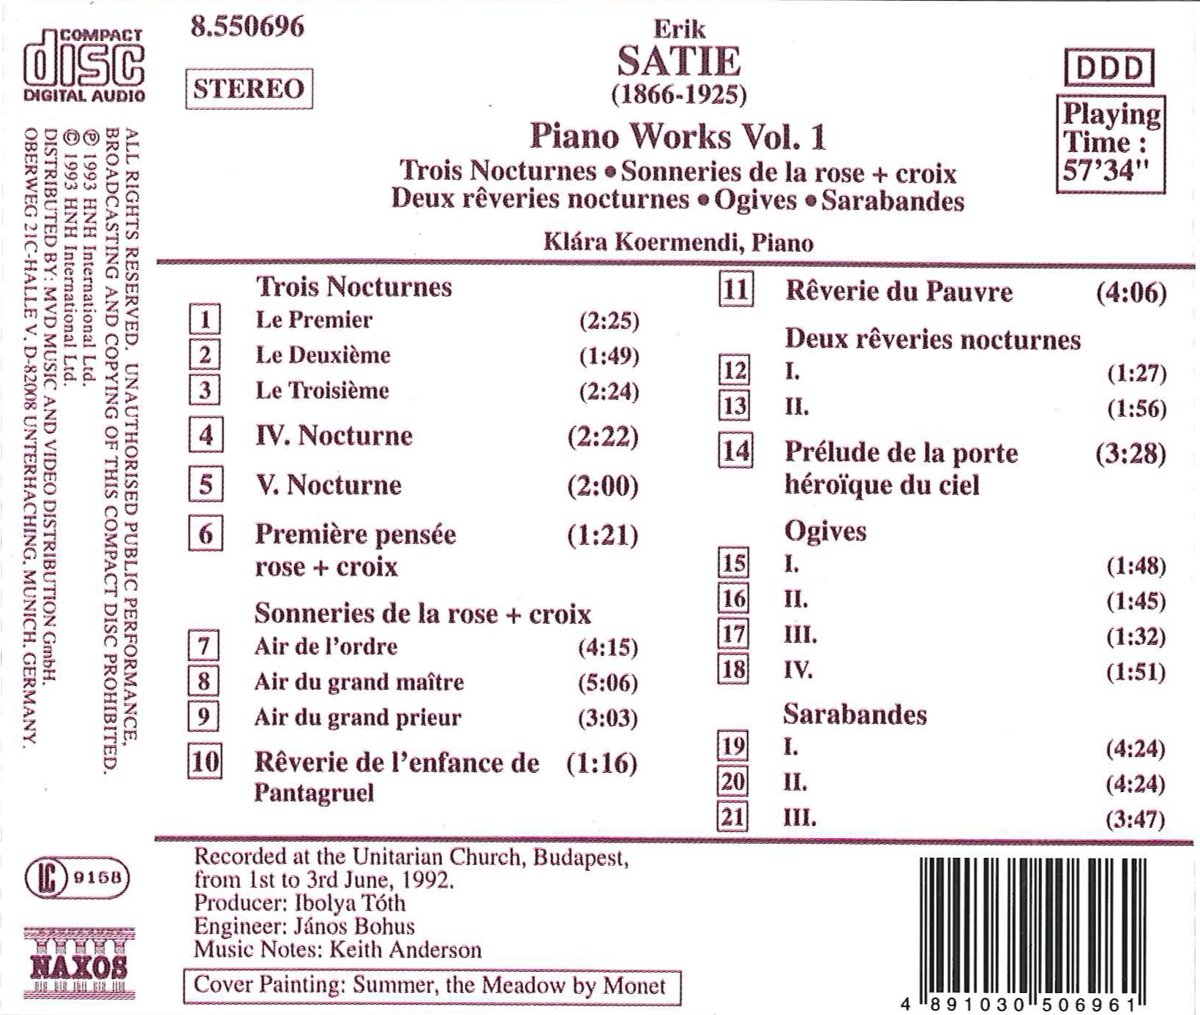 COMPACT
disc
DIGITAL AUDIO
8.550696
STEREO
Erik
SATIE
(1866-1925)
Piano Works Vol. 1
Trois Nocturnes • Sonneries de la rose + croix
Deux rêveries nocturnes • Ogives • Sarabandes
Klára Koermendi, Piano
DDD
Playing
Time :
57'34"
ALL RIGHTS RESERVED. UNAUTHORISED PUBLIC PERFORMANCE,
BROADCASTING AND COPYING OF THIS COMPACT DISC PROHIBITED.
℗ 1993 HNH International Ltd.
© 1993 HNH International Ltd.
DISTRIBUTED BY: MVD MUSIC AND VIDEO DISTRIBUTION GmbH,
OBERWEG 21C-HALLE V. D-82008 UNTERHACHING, MUNICH, GERMANY.
Trois Nocturnes
1 Le Premier (2:25)
2 Le Deuxième (1:49)
3 Le Troisième (2:24)
4 IV. Nocturne (2:22)
5 V. Nocturne (2:00)
6 Première pensée (1:21)
rose + croix
Sonneries de la rose + croix
7 Air de l'ordre (4:15)
8 Air du grand maître (5:06)
9 Air du grand prieur (3:03)
10 Rêverie de l'enfance de (1:16)
Pantagruel
11 Rêverie du Pauvre (4:06)
Deux rêveries nocturnes
12 I. (1:27)
13 II. (1:56)
14 Prélude de la porte (3:28)
héroïque du ciel
Ogives
15 I. (1:48)
16 II. (1:45)
17 III. (1:32)
18 IV. (1:51)
Sarabandes
19 I. (4:24)
20 II. (4:24)
21 III. (3:47)
LC 9158
NAXOS
Recorded at the Unitarian Church, Budapest,
from 1st to 3rd June, 1992.
Producer: Ibolya Tóth
Engineer: János Bohus
Music Notes: Keith Anderson
Cover Painting: Summer, the Meadow by Monet
4 891030 506961